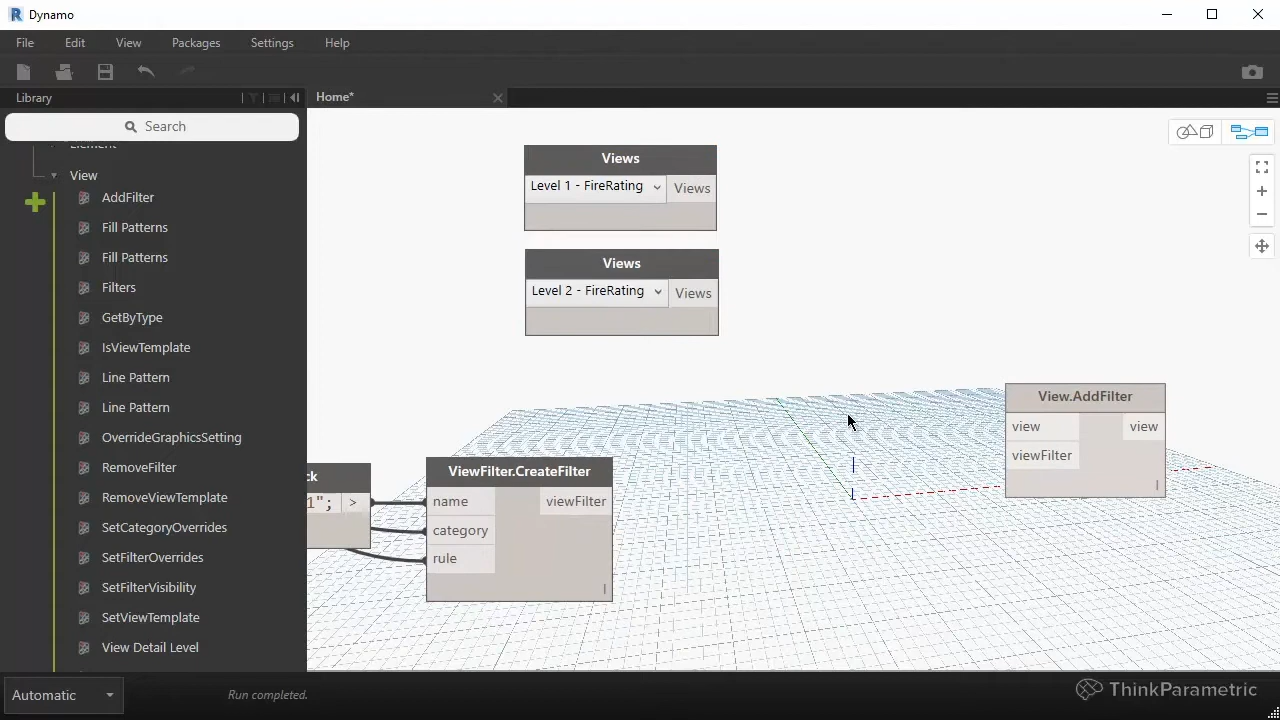 Dynamo
File Edit View Packages Settings Help
Library
Home*
Search
Element
View
AddFilter
Fill Patterns
Fill Patterns
Filters
GetByType
IsViewTemplate
Line Pattern
Line Pattern
OverrideGraphicsSetting
RemoveFilter
RemoveViewTemplate
SetCategoryOverrides
SetFilterOverrides
SetFilterVisibility
SetViewTemplate
View Detail Level
Views
Level 1 - FireRating Views
Views
Level 2 - FireRating Views
View.AddFilter
view view
viewFilter
ck
1"; >
ViewFilter.CreateFilter
name viewFilter
category
rule
Automatic
Run completed.
ThinkParametric